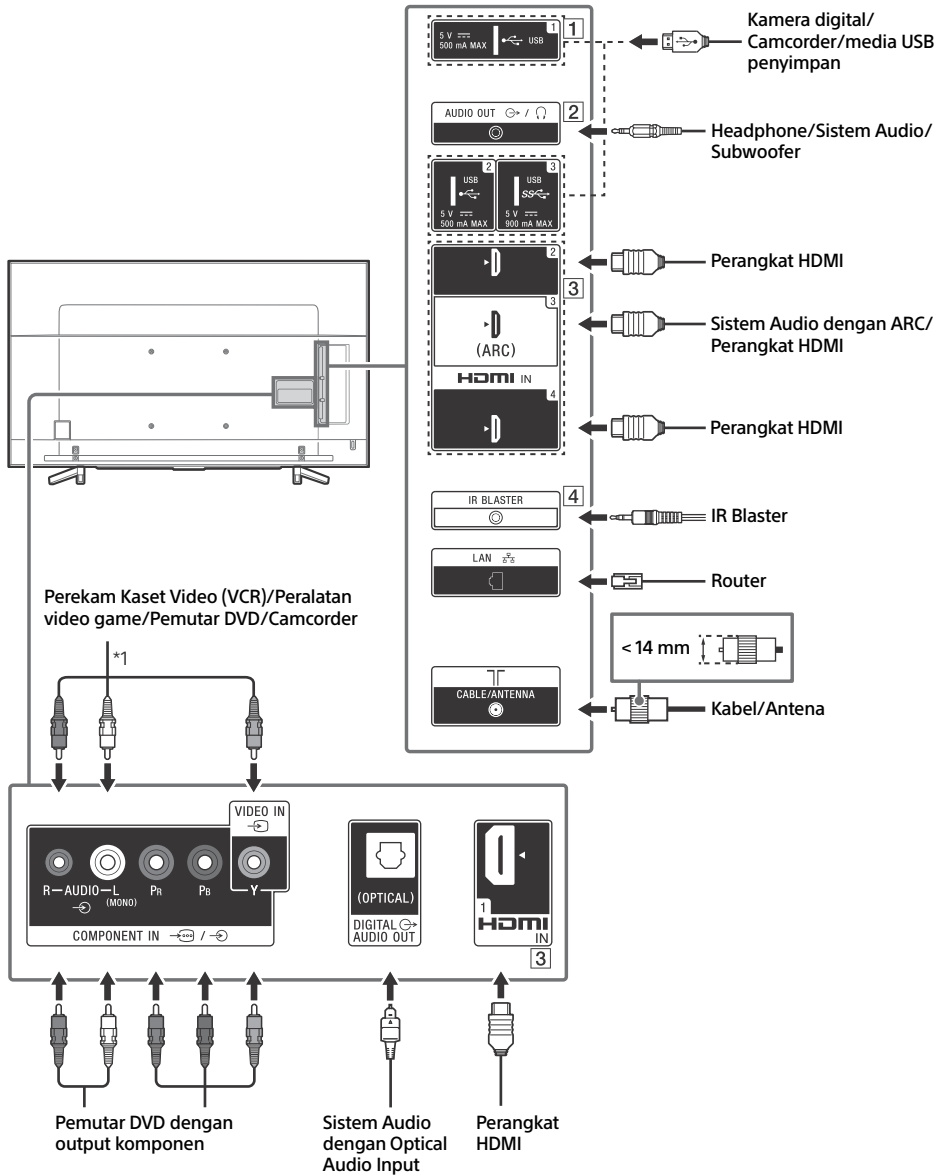 5 V
500 mA MAX
USB
1
1
Kamera digital/
Camcorder/media USB
penyimpan
AUDIO OUT /
2
Headphone/Sistem Audio/
Subwoofer
2
USB
5 V
500 mA MAX
3
USB
SS
5 V
900 mA MAX
2
Perangkat HDMI
3
3
(ARC)
Sistem Audio dengan ARC/
Perangkat HDMI
HDMI IN
4
Perangkat HDMI
IR BLASTER
4
IR Blaster
LAN
Router
< 14 mm
CABLE/ANTENNA
Kabel/Antena
Perekam Kaset Video (VCR)/Peralatan
video game/Pemutar DVD/Camcorder
*1
VIDEO IN
R—AUDIO—L
(MONO)
PR
PB
Y
COMPONENT IN /
(OPTICAL)
DIGITAL
AUDIO OUT
1
HDMI
IN
3
Pemutar DVD dengan
output komponen
Sistem Audio
dengan Optical
Audio Input
Perangkat
HDMI